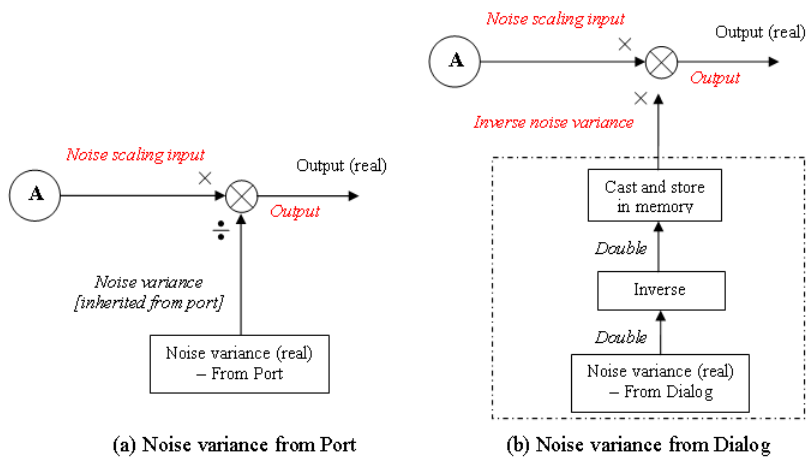 Noise scaling input
×
A
Output (real)
Output
÷
Noise variance
[inherited from port]
Noise variance (real)
– From Port
(a) Noise variance from Port
Noise scaling input
×
A
Output (real)
Output
×
Inverse noise variance
Cast and store
in memory
Double
Inverse
Double
Noise variance (real)
– From Dialog
(b) Noise variance from Dialog